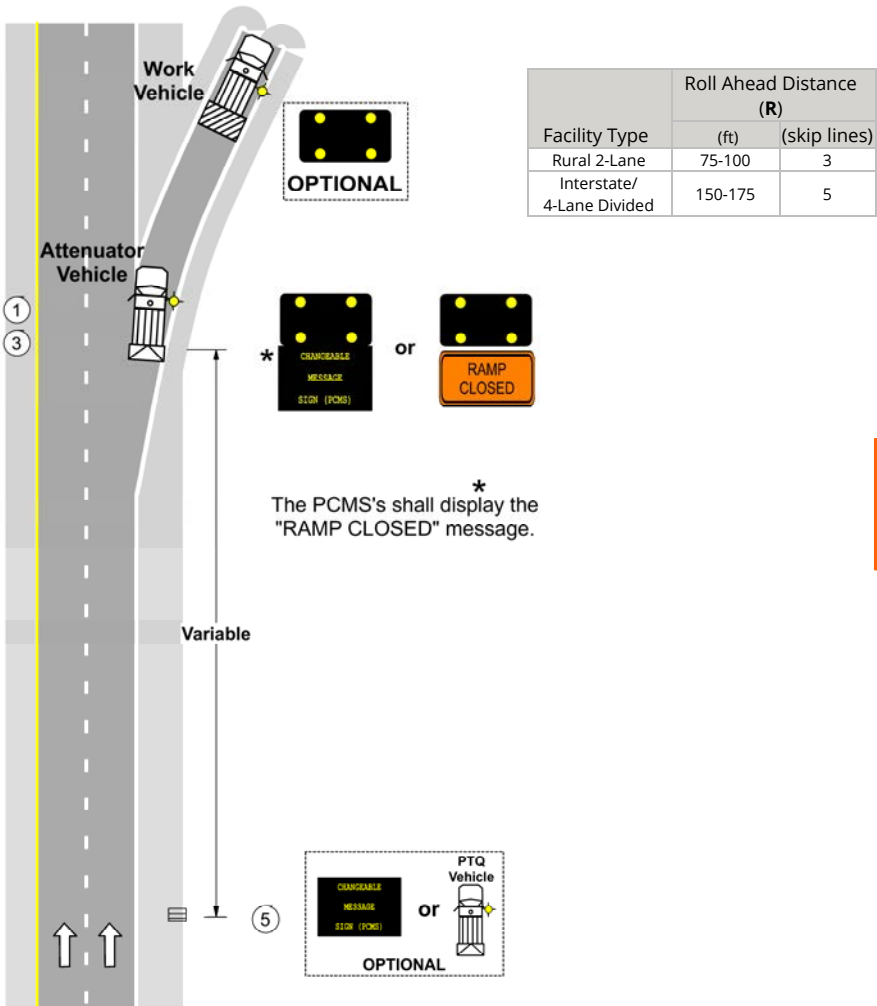 Work
Vehicle
OPTIONAL
Roll Ahead Distance
(R)
Facility Type
(ft)
(skip lines)
Rural 2-Lane
75-100
3
Interstate/
4-Lane Divided
150-175
5
Attenuator
Vehicle
1
3
*
CHANGEABLE
MESSAGE
SIGN (PCMS)
or
RAMP
CLOSED
*
The PCMS's shall display the
"RAMP CLOSED" message.
Variable
5
CHANGEABLE
MESSAGE
SIGN (PCMS)
or
PTQ
Vehicle
OPTIONAL